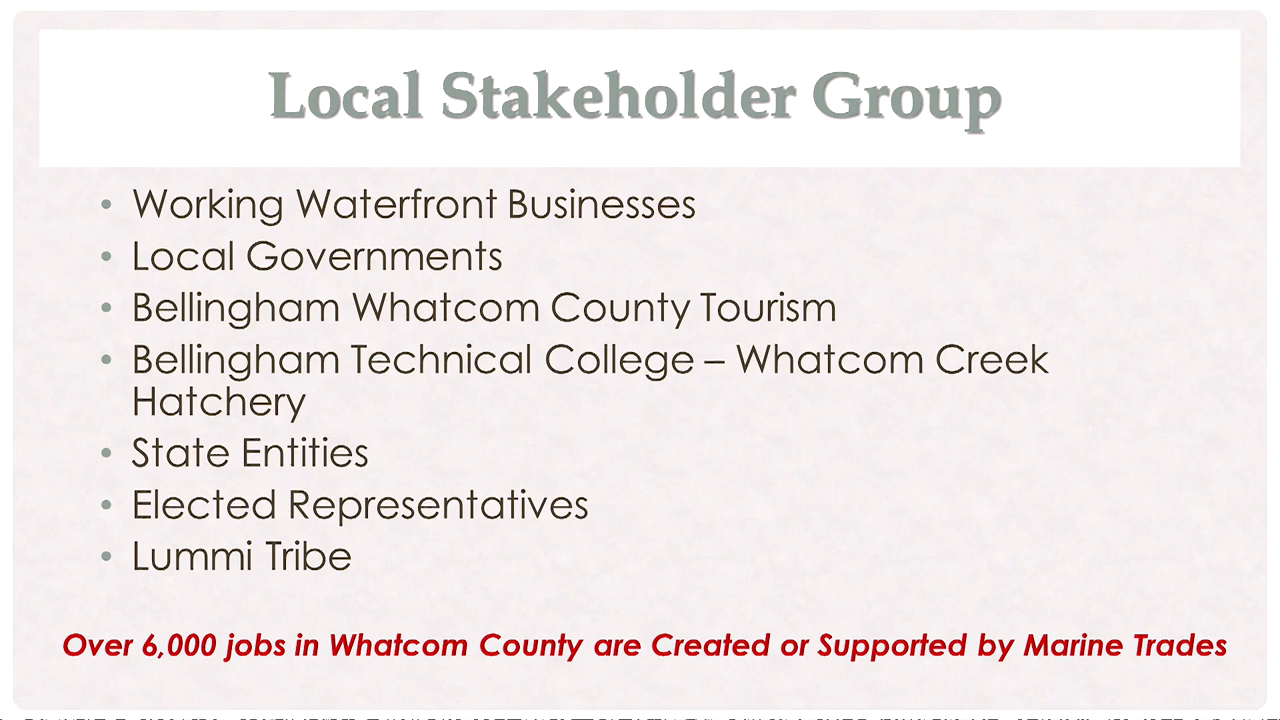 Local Stakeholder Group
• Working Waterfront Businesses
• Local Governments
• Bellingham Whatcom County Tourism
• Bellingham Technical College – Whatcom Creek
Hatchery
• State Entities
• Elected Representatives
• Lummi Tribe
Over 6,000 jobs in Whatcom County are Created or Supported by Marine Trades